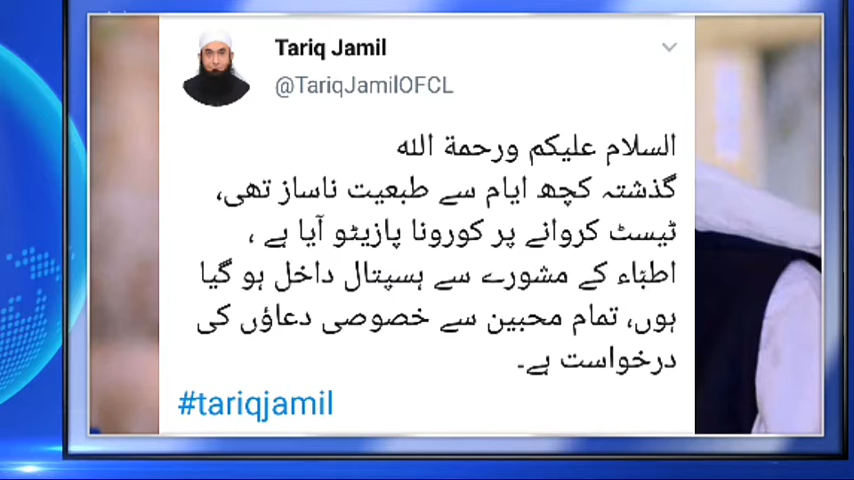 Tariq Jamil
@TariqJamilOFCL
السلام علیکم ورحمة الله
گذشتہ کچھ ایام سے طبعیت ناساز تھی،
ٹیسٹ کروانے پر کورونا پازیٹو آیا ہے ،
اطبّاء کے مشورے سے ہسپتال داخل ہو گیا
ہوں، تمام محبین سے خصوصی دعاؤں کی
درخواست ہے۔
#tariqjamil